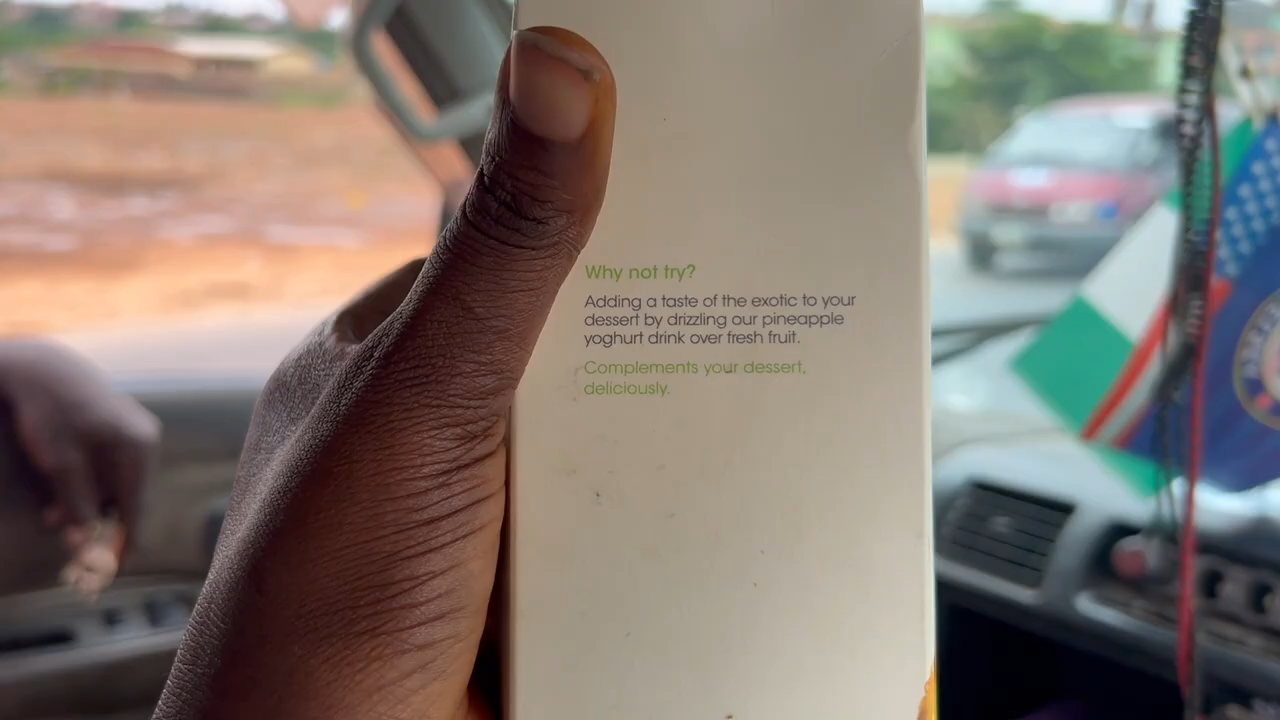 Why not try?
Adding a taste of the exotic to your
dessert by drizzling our pineapple
yoghurt drink over fresh fruit.
Complements your dessert,
deliciously.